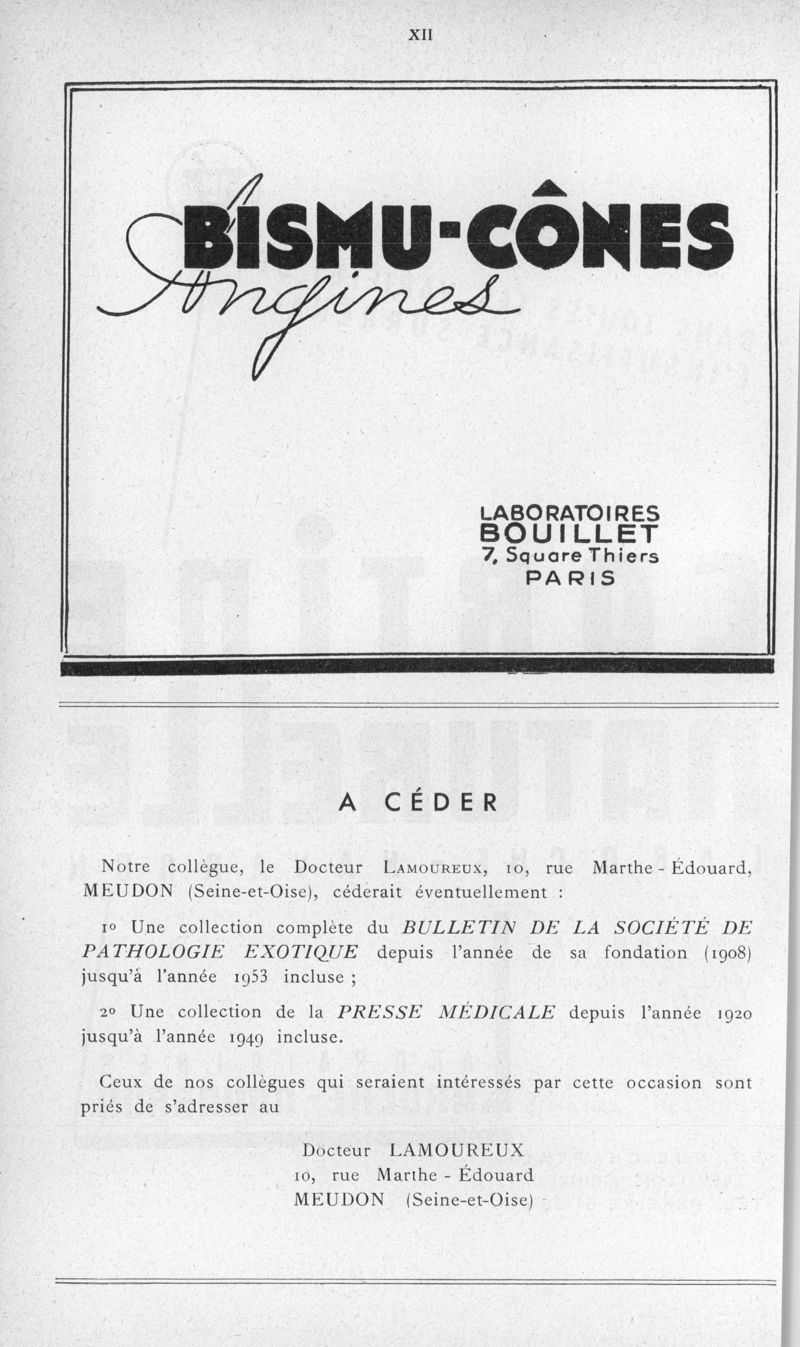 XII
BISMU-CÔNES
Angines
LABORATOIRES
BOUILLET
7, Square Thiers
PARIS
A CÉDER
Notre collègue, le Docteur LAMOUREUX, 10, rue Marthe - Édouard,
MEUDON (Seine-et-Oise), céderait éventuellement :
1º Une collection complète du BULLETIN DE LA SOCIÉTÉ DE
PATHOLOGIE EXOTIQUE depuis l'année de sa fondation (1908)
jusqu'à l'année 1953 incluse ;
2º Une collection de la PRESSE MÉDICALE depuis l'année 1920
jusqu'à l'année 1949 incluse.
Ceux de nos collègues qui seraient intéressés par cette occasion sont
priés de s'adresser au
Docteur LAMOUREUX
10, rue Marthe - Édouard
MEUDON (Seine-et-Oise)